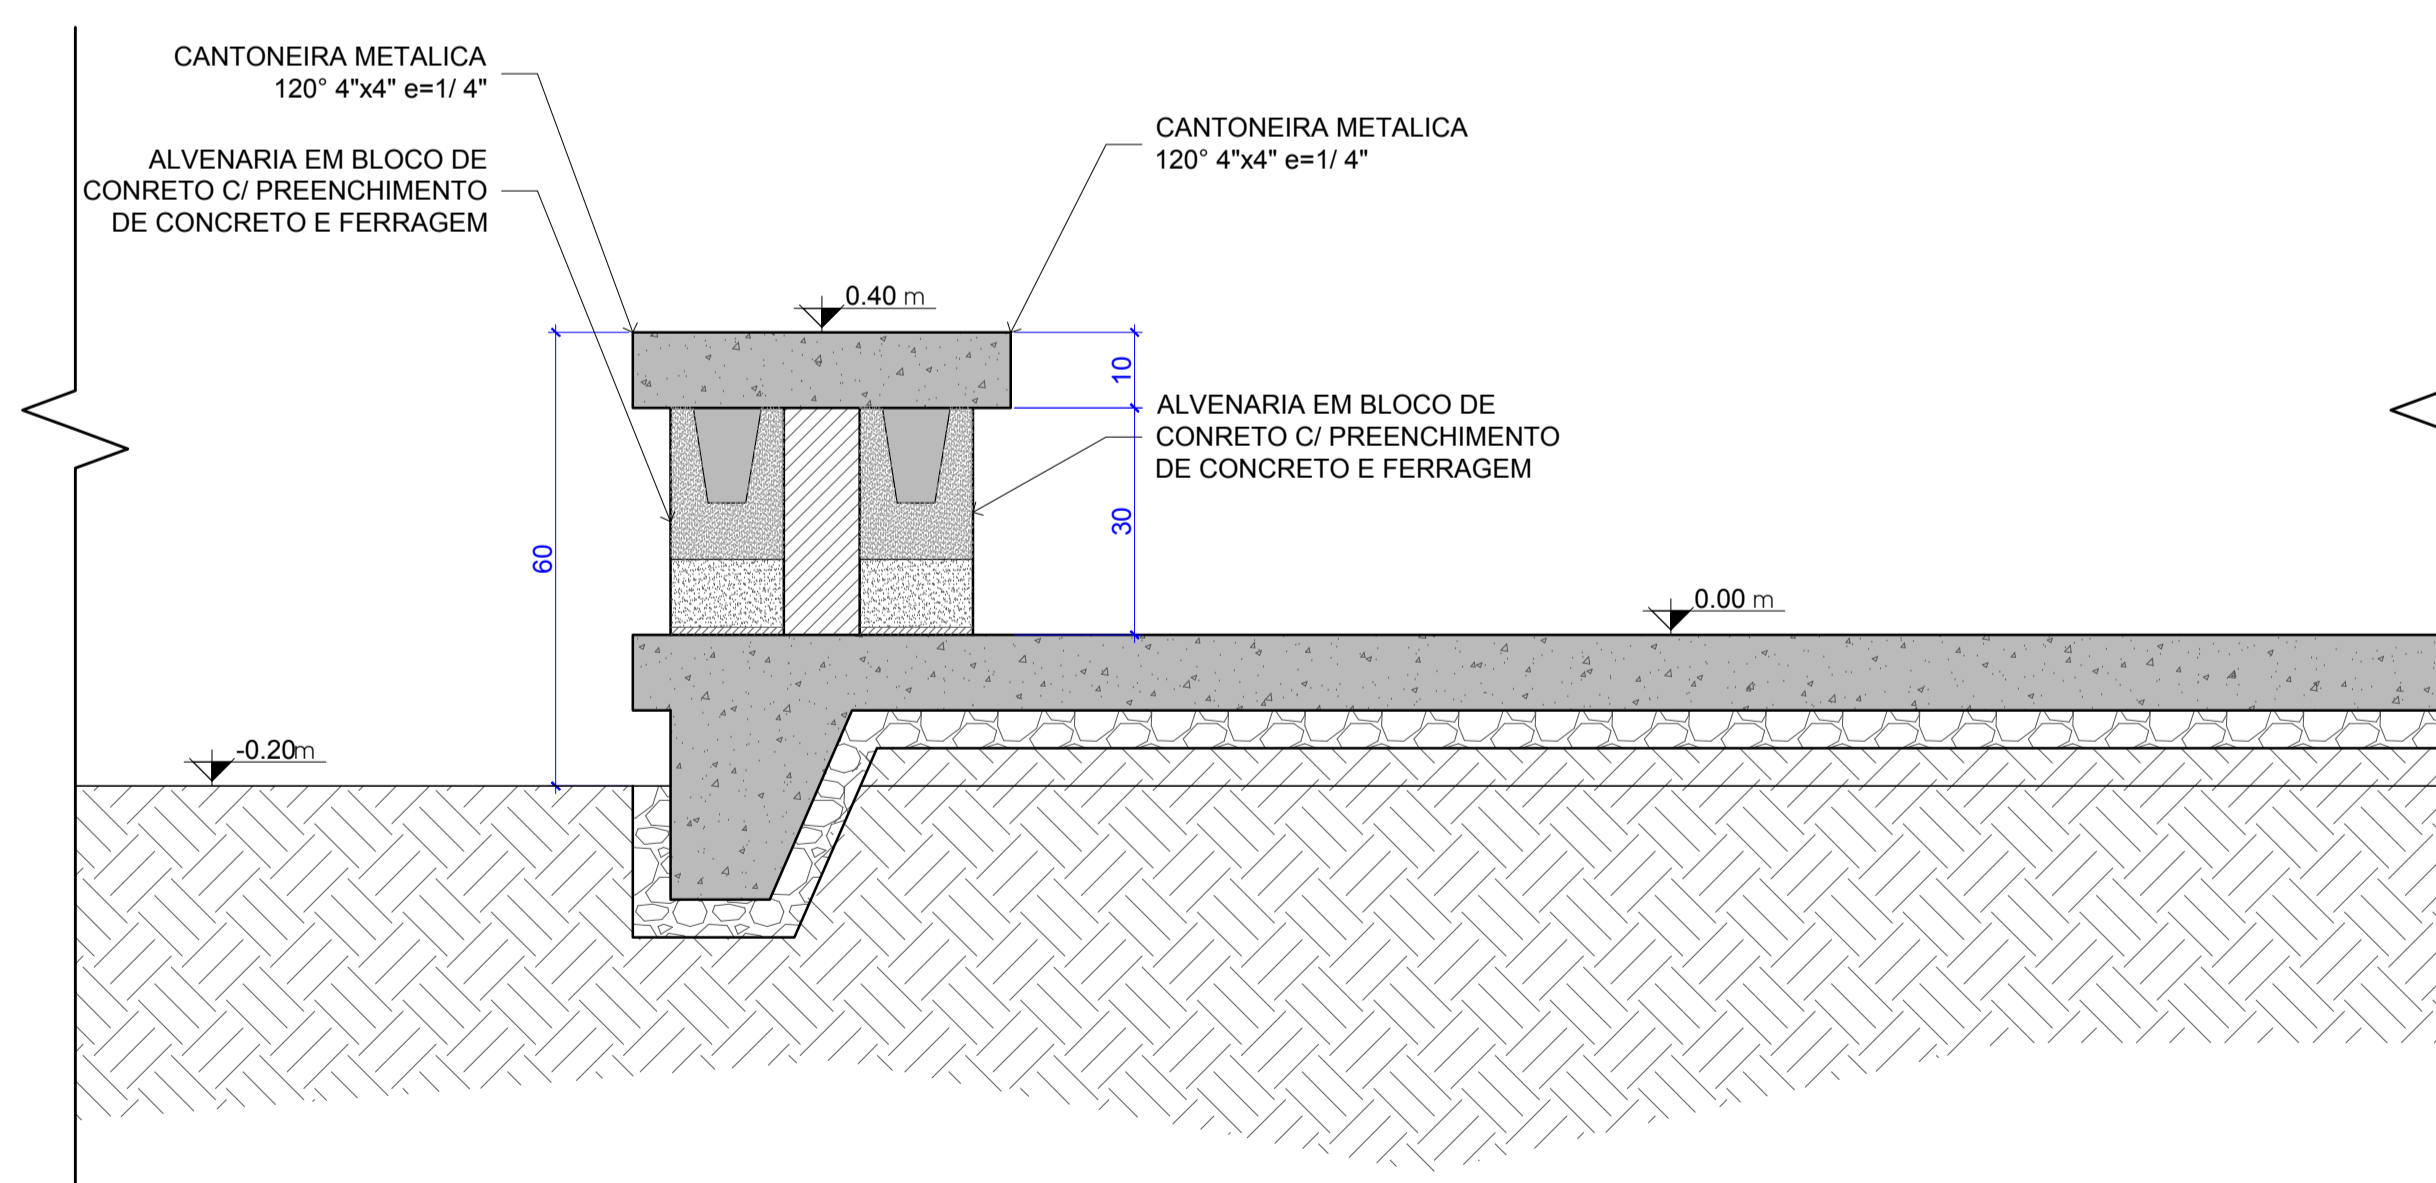 CANTONEIRA METALICA
120° 4"x4" e=1/ 4"
ALVENARIA EM BLOCO DE
CONRETO C/ PREENCHIMENTO
DE CONCRETO E FERRAGEM
CANTONEIRA METALICA
120° 4"x4" e=1/ 4"
0.40 m
10
ALVENARIA EM BLOCO DE
CONRETO C/ PREENCHIMENTO
DE CONCRETO E FERRAGEM
30
60
0.00 m
-0.20m